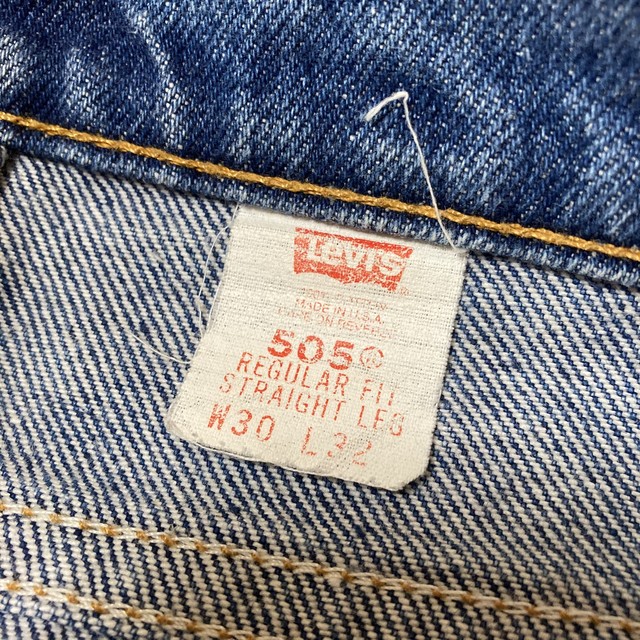 Levi's
MADE IN U.S.A.
505®
REGULAR FIT
STRAIGHT LEG
W30 L32